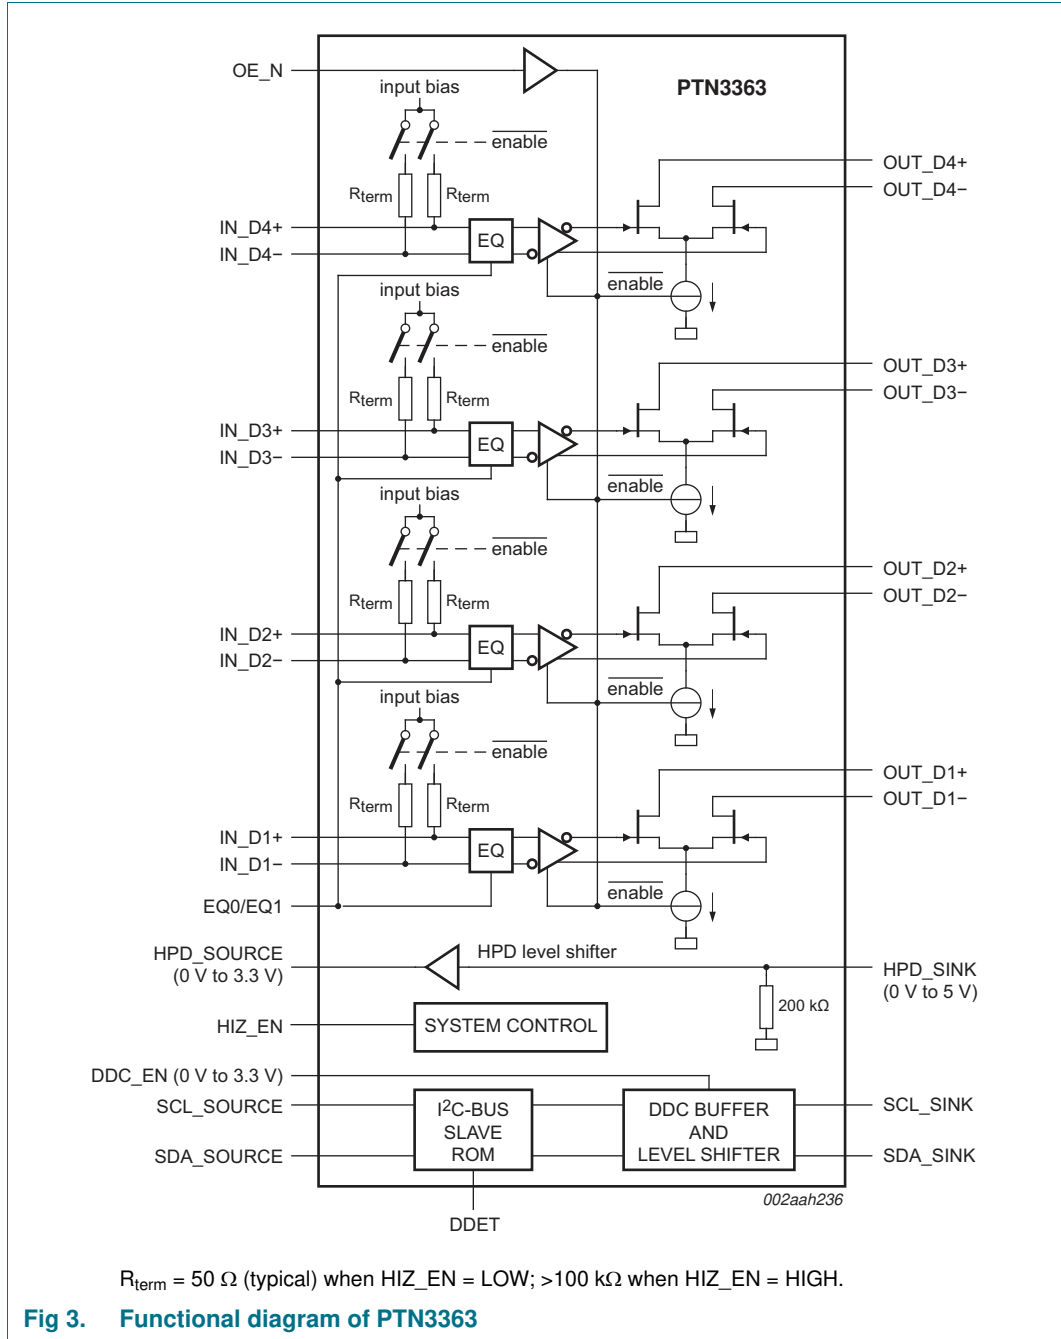 PTN3363
OE_N
input bias
enable
Rterm
Rterm
OUT_D4+
OUT_D4−
IN_D4+
IN_D4−
EQ
enable
input bias
enable
Rterm
Rterm
OUT_D3+
OUT_D3−
IN_D3+
IN_D3−
EQ
enable
input bias
enable
Rterm
Rterm
OUT_D2+
OUT_D2−
IN_D2+
IN_D2−
EQ
enable
input bias
enable
Rterm
Rterm
OUT_D1+
OUT_D1−
IN_D1+
IN_D1−
EQ
enable
EQ0/EQ1
HPD_SOURCE
(0 V to 3.3 V)
HPD level shifter
HPD_SINK
(0 V to 5 V)
200 kΩ
HIZ_EN
SYSTEM CONTROL
DDC_EN (0 V to 3.3 V)
SCL_SOURCE
SDA_SOURCE
I²C-BUS
SLAVE
ROM
DDC BUFFER
AND
LEVEL SHIFTER
SCL_SINK
SDA_SINK
002aah236
DDET
Rterm = 50 Ω (typical) when HIZ_EN = LOW; >100 kΩ when HIZ_EN = HIGH.
Fig 3. Functional diagram of PTN3363